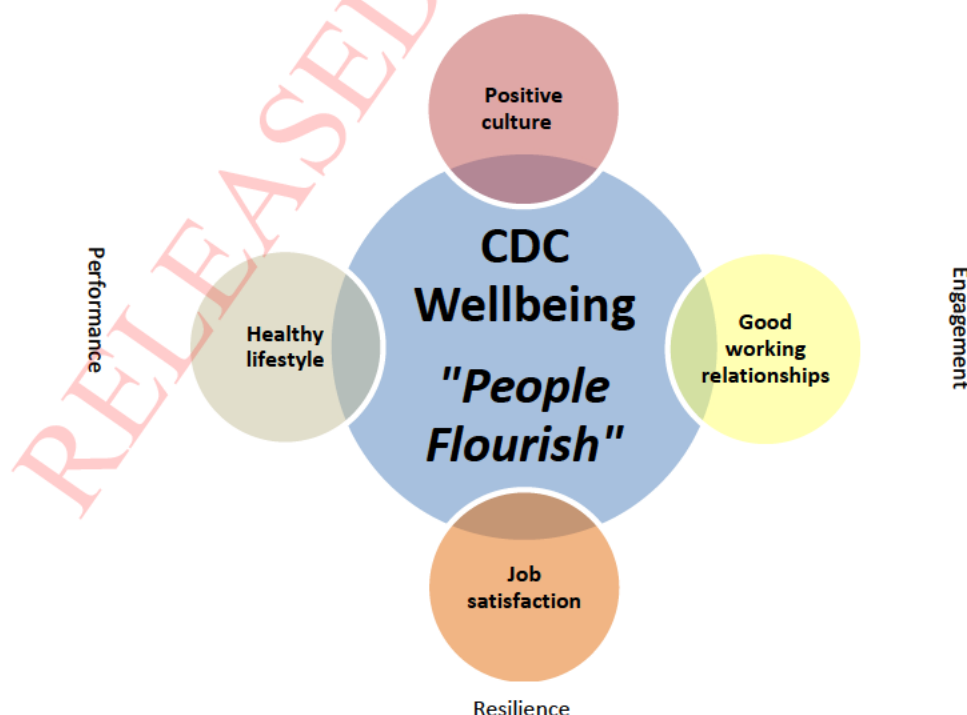 RELEASED
Positive
culture
CDC
Wellbeing
"People
Flourish"
Performance
Healthy
lifestyle
Good
working
relationships
Engagement
Job
satisfaction
Resilience